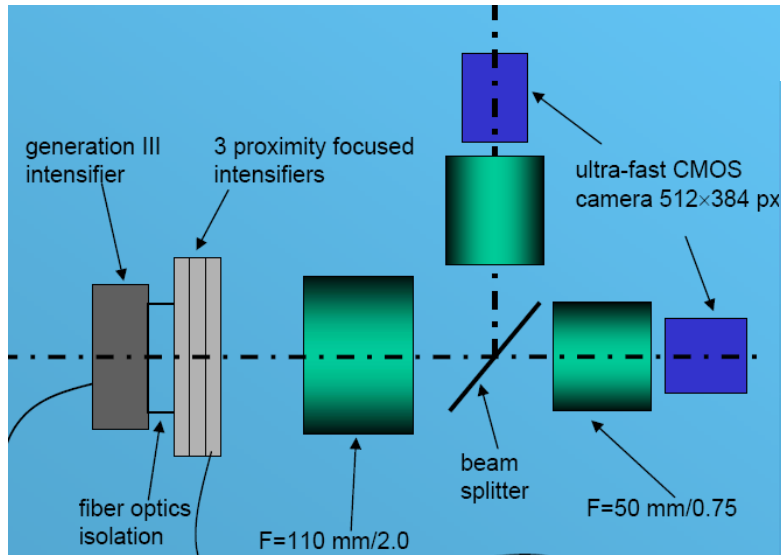 generation III
intensifier
3 proximity focused
intensifiers
ultra-fast CMOS
camera 512×384 px
fiber optics
isolation
F=110 mm/2.0
beam
splitter
F=50 mm/0.75